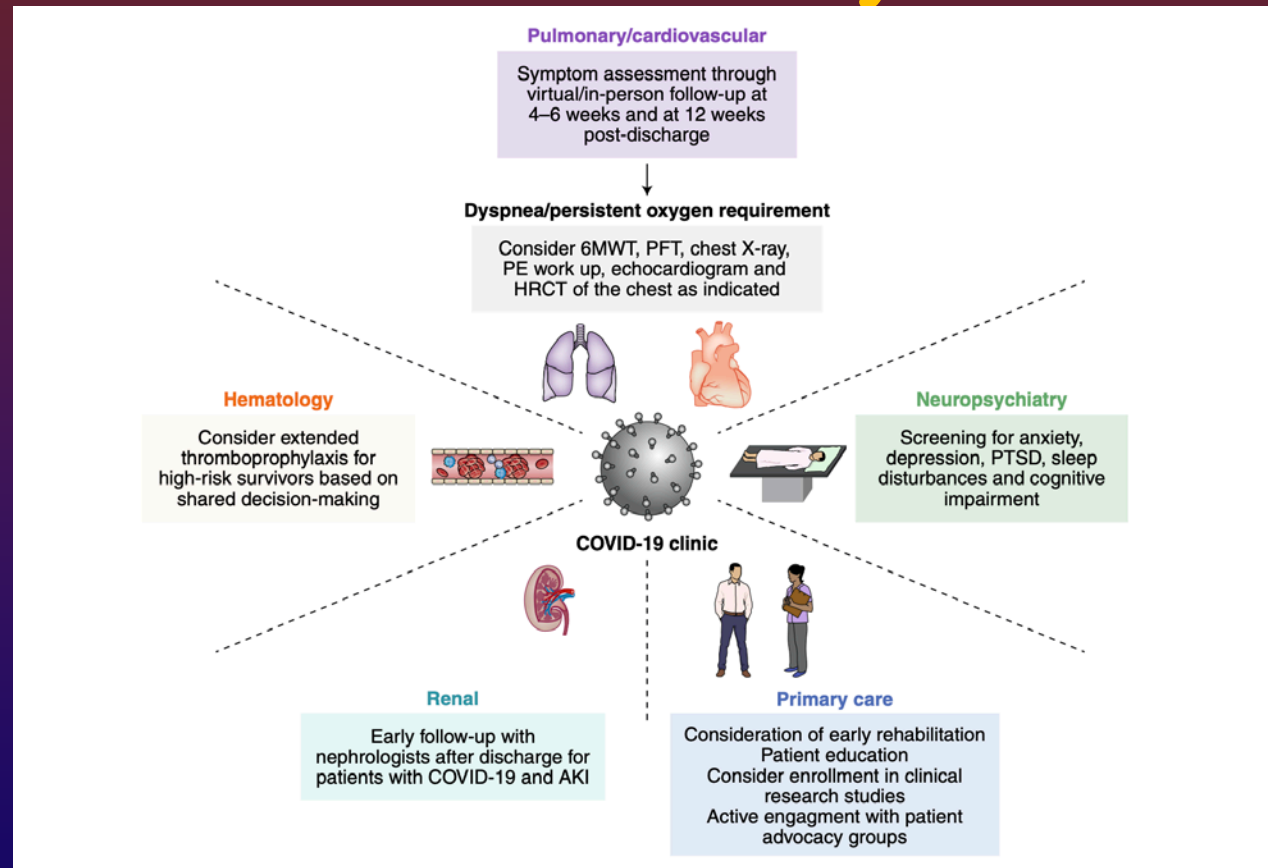 Pulmonary/cardiovascular
Symptom assessment through
virtual/in-person follow-up at
4–6 weeks and at 12 weeks
post-discharge
Dyspnea/persistent oxygen requirement
Consider 6MWT, PFT, chest X-ray,
PE work up, echocardiogram and
HRCT of the chest as indicated
Hematology
Consider extended
thromboprophylaxis for
high-risk survivors based on
shared decision-making
Neuropsychiatry
Screening for anxiety,
depression, PTSD, sleep
disturbances and cognitive
impairment
COVID-19 clinic
Renal
Early follow-up with
nephrologists after discharge for
patients with COVID-19 and AKI
Primary care
Consideration of early rehabilitation
Patient education
Consider enrollment in clinical
research studies
Active engagment with patient
advocacy groups